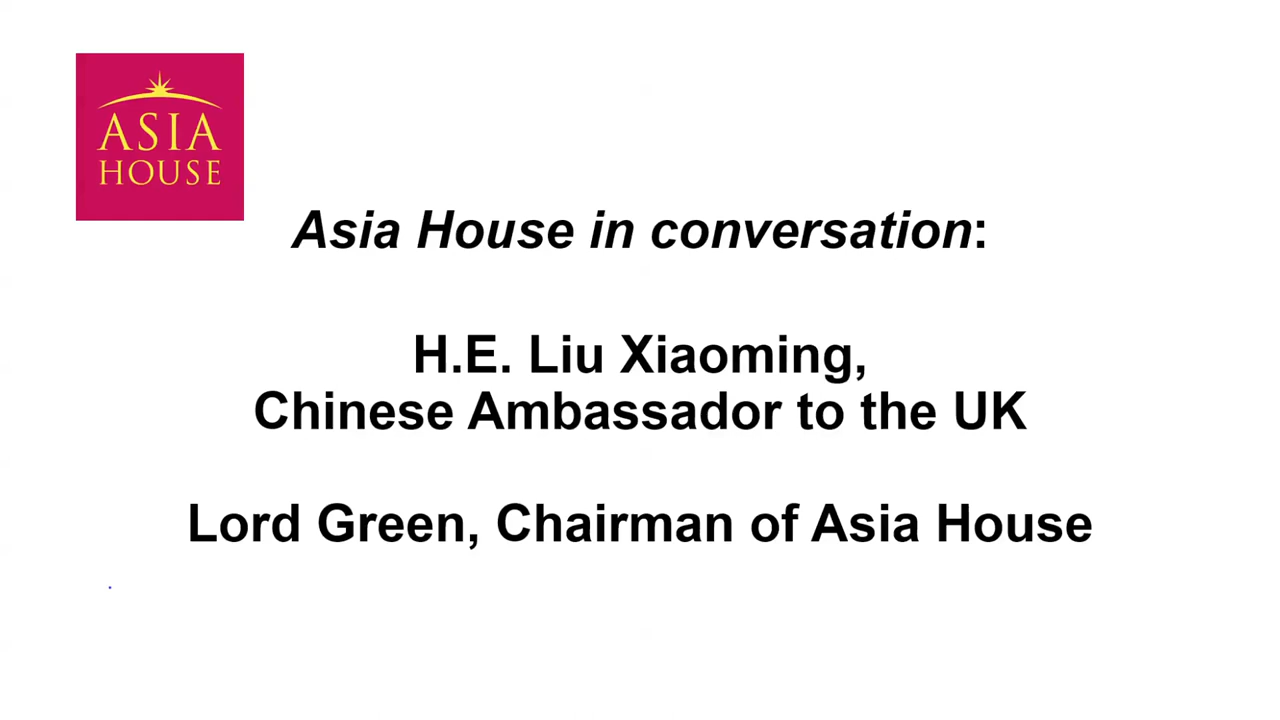 ASIA
HOUSE
Asia House in conversation:
H.E. Liu Xiaoming,
Chinese Ambassador to the UK
Lord Green, Chairman of Asia House